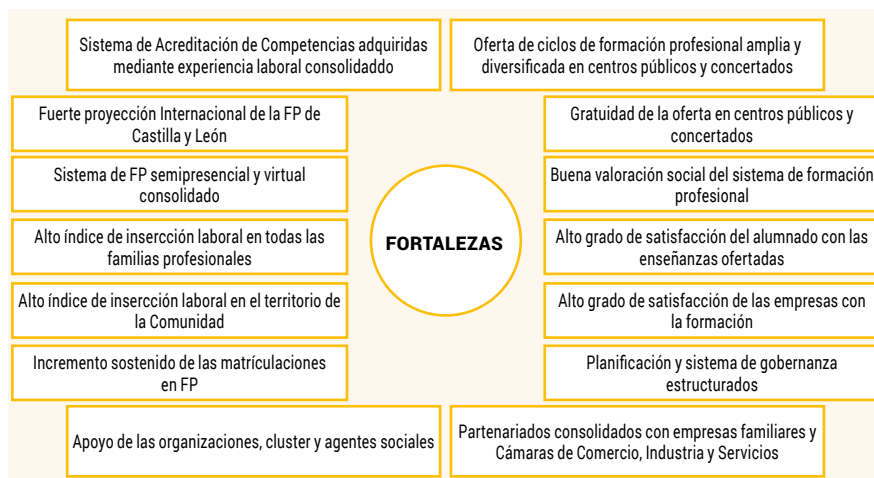 Sistema de Acreditación de Competencias adquiridas
mediante experiencia laboral consolidaddo
Oferta de ciclos de formación profesional amplia y
diversificada en centros públicos y concertados
Fuerte proyección Internacional de la FP de
Castilla y León
Gratuidad de la oferta en centros públicos y
concertados
Sistema de FP semipresencial y virtual
consolidado
Buena valoración social del sistema de formación
profesional
Alto índice de insercción laboral en todas las
familias profesionales
FORTALEZAS
Alto grado de satisfacción del alumnado con las
enseñanzas ofertadas
Alto índice de insercción laboral en el territorio de
la Comunidad
Alto grado de satisfacción de las empresas con
la formación
Incremento sostenido de las matrículaciones
en FP
Planificación y sistema de gobernanza
estructurados
Apoyo de las organizaciones, cluster y agentes sociales
Partenariados consolidados con empresas familiares y
Cámaras de Comercio, Industria y Servicios